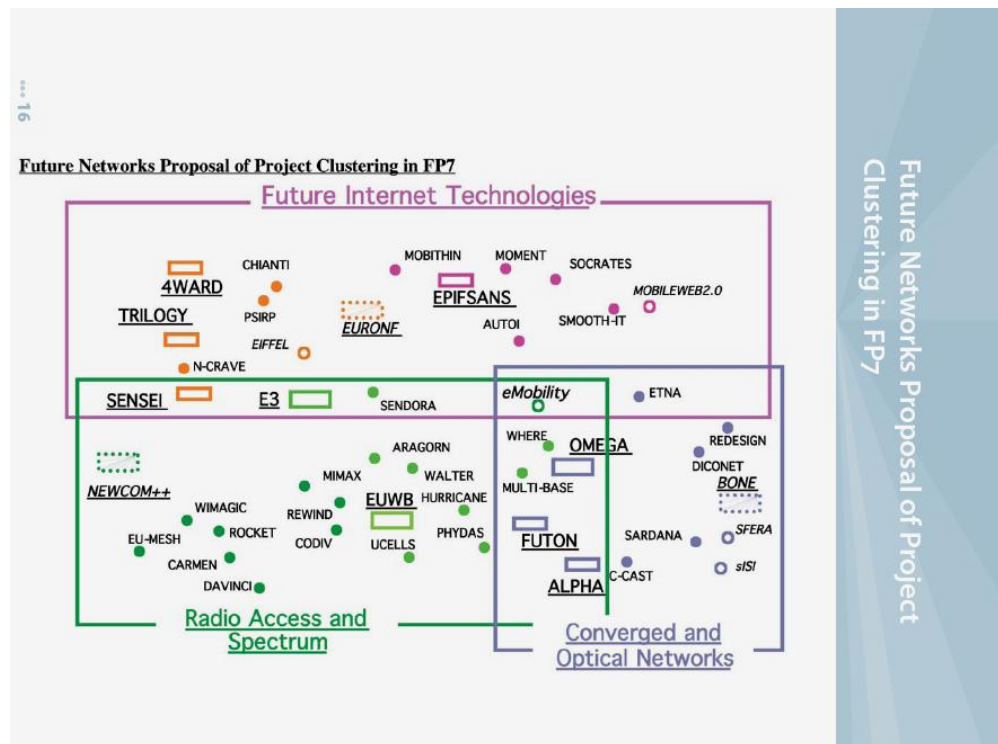 Future Networks Proposal of Project
Clustering in FP7
••• 16
Future Networks Proposal of Project Clustering in FP7
Future Internet Technologies
MOBITHIN
MOMENT
CHIANTI
SOCRATES
4WARD
EPIFSANS
MOBILEWEB2.0
TRILOGY
PSIRP
EURONF
AUTOI
SMOOTH-IT
EIFFEL
N-CRAVE
SENSEI
E3
SENDORA
eMobility
ETNA
WHERE
OMEGA
REDESIGN
ARAGORN
DICONET
NEWCOM++
MIMAX
WALTER
MULTI-BASE
BONE
WIMAGIC
REWIND
EUWB
HURRICANE
EU-MESH
ROCKET
CODIV
UCELLS
PHYDAS
FUTON
SARDANA
SFERA
CARMEN
DAVINCI
ALPHA
C-CAST
sISI
Radio Access and
Spectrum
Converged and
Optical Networks